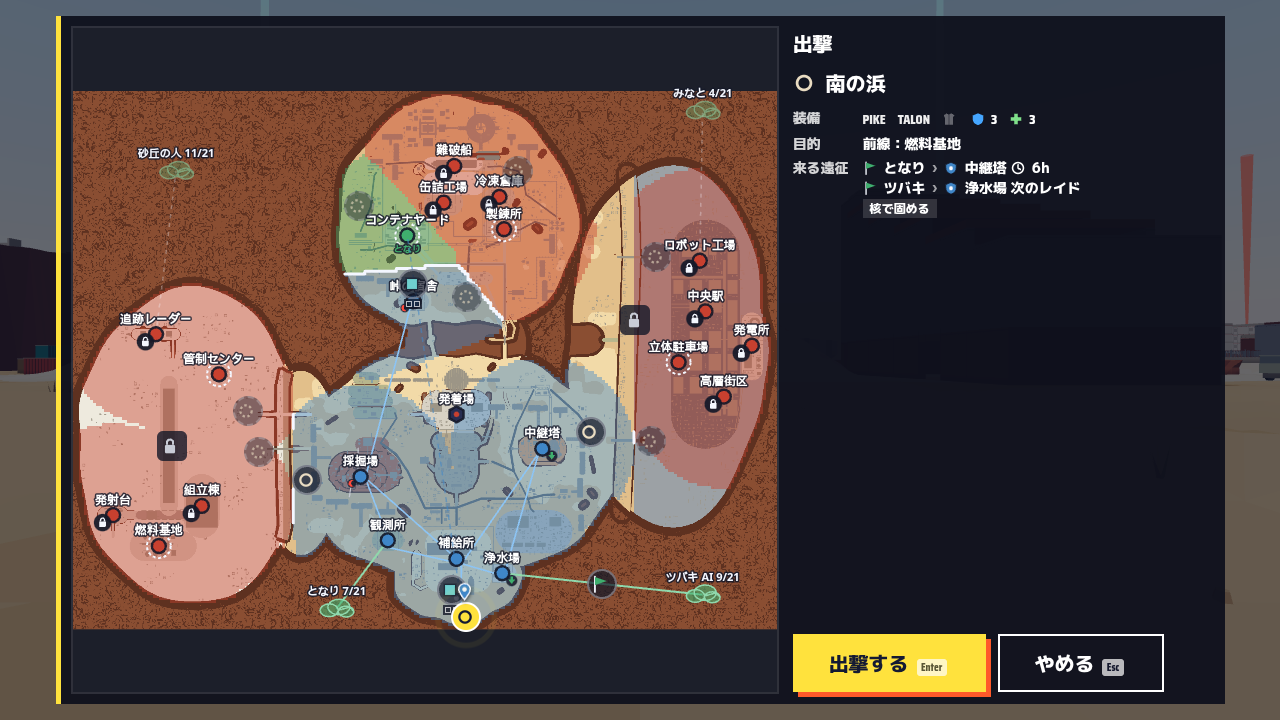 出撃
南の浜
装備 PIKE TALON 3 3
目的 前線：燃料基地
来る遠征 となり › 中継塔 6h
ツバキ › 浄水場 次のレイド
核で固める
みなと 4/21
砂丘の人 11/21
難破船
缶詰工場
冷凍倉庫
コンテナヤード
製錬所
となり
舎
ロボット工場
中央駅
発電所
立体駐車場
高層街区
追跡レーダー
管制センター
発着場
中継塔
採掘場
組立棟
発射台
燃料基地
観測所
補給所
浄水場
となり 7/21
ツバキ AI 9/21
出撃する Enter
やめる Esc